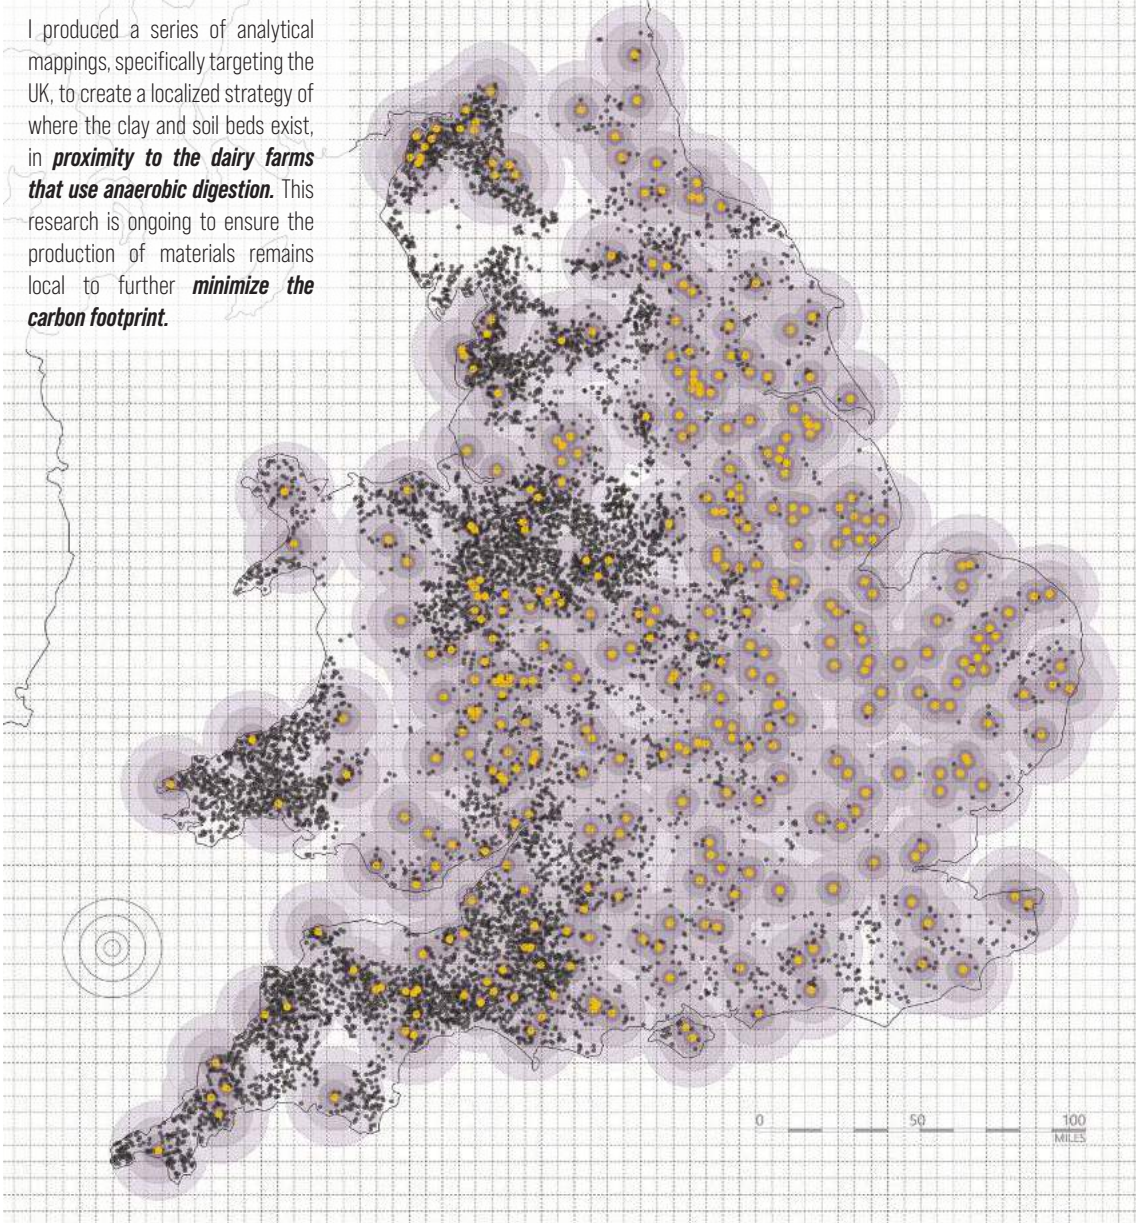 I produced a series of analytical
mappings, specifically targeting the
UK, to create a localized strategy of
where the clay and soil beds exist,
in proximity to the dairy farms
that use anaerobic digestion. This
research is ongoing to ensure the
production of materials remains
local to further minimize the
carbon footprint.
0 50 100
MILES